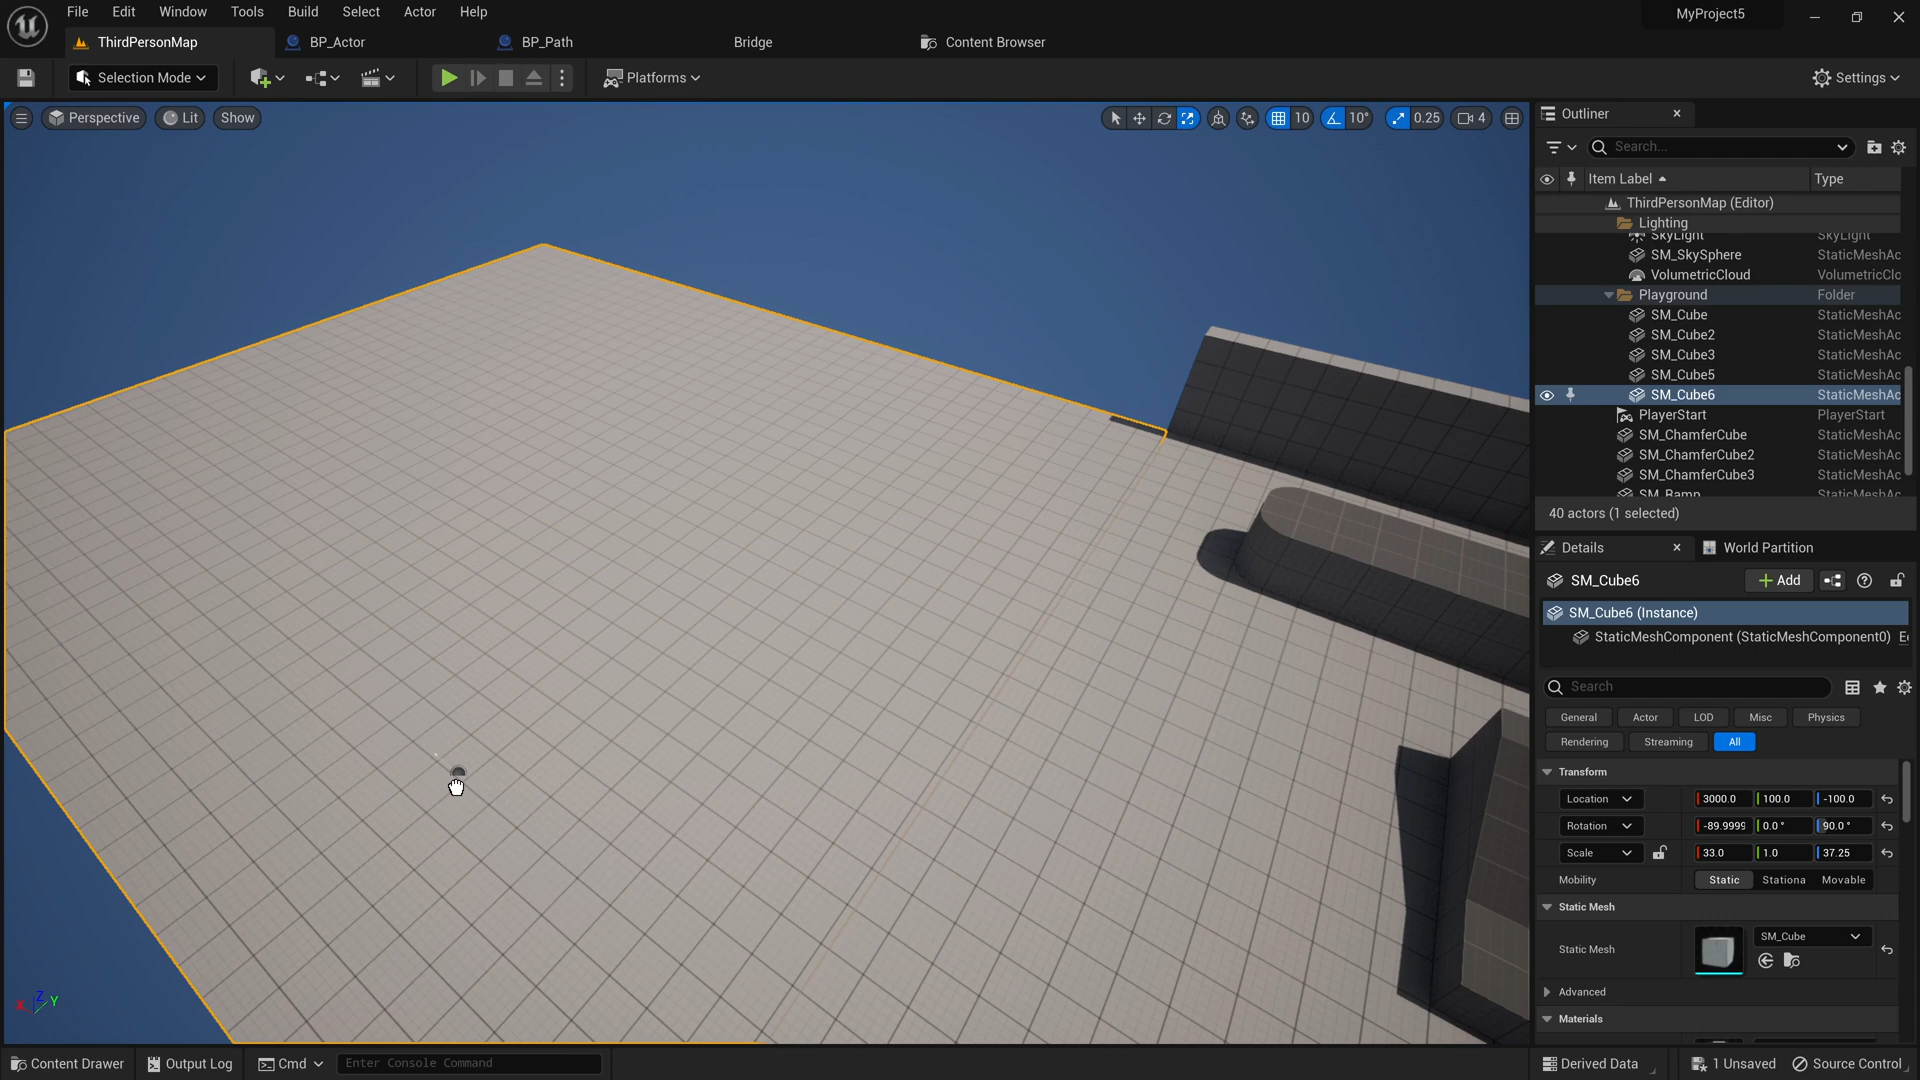 File Edit Window Tools Build Select Actor Help
MyProject5
ThirdPersonMap BP_Actor BP_Path Bridge Content Browser
Selection Mode Platforms Settings
Perspective Lit Show 10 10° 0.25 4
Outliner
Search...
Item Label Type
ThirdPersonMap (Editor)
Lighting
SkyLight SkyLight
SM_SkySphere StaticMeshAc
VolumetricCloud VolumetricClo
Playground Folder
SM_Cube StaticMeshAc
SM_Cube2 StaticMeshAc
SM_Cube3 StaticMeshAc
SM_Cube5 StaticMeshAc
SM_Cube6 StaticMeshAc
PlayerStart PlayerStart
SM_ChamferCube StaticMeshAc
SM_ChamferCube2 StaticMeshAc
SM_ChamferCube3 StaticMeshAc
SM_Ramp StaticMeshAc
40 actors (1 selected)
Details World Partition
SM_Cube6 + Add
SM_Cube6 (Instance)
StaticMeshComponent (StaticMeshComponent0)
Search
General Actor LOD Misc Physics
Rendering Streaming All
Transform
Location 3000.0 100.0 -100.0
Rotation -89.9999 0.0° 90.0°
Scale 33.0 1.0 37.25
Mobility Static Stationa Movable
Static Mesh
Static Mesh SM_Cube
Advanced
Materials
X Z Y
Content Drawer Output Log Cmd Enter Console Command Derived Data 1 Unsaved Source Control